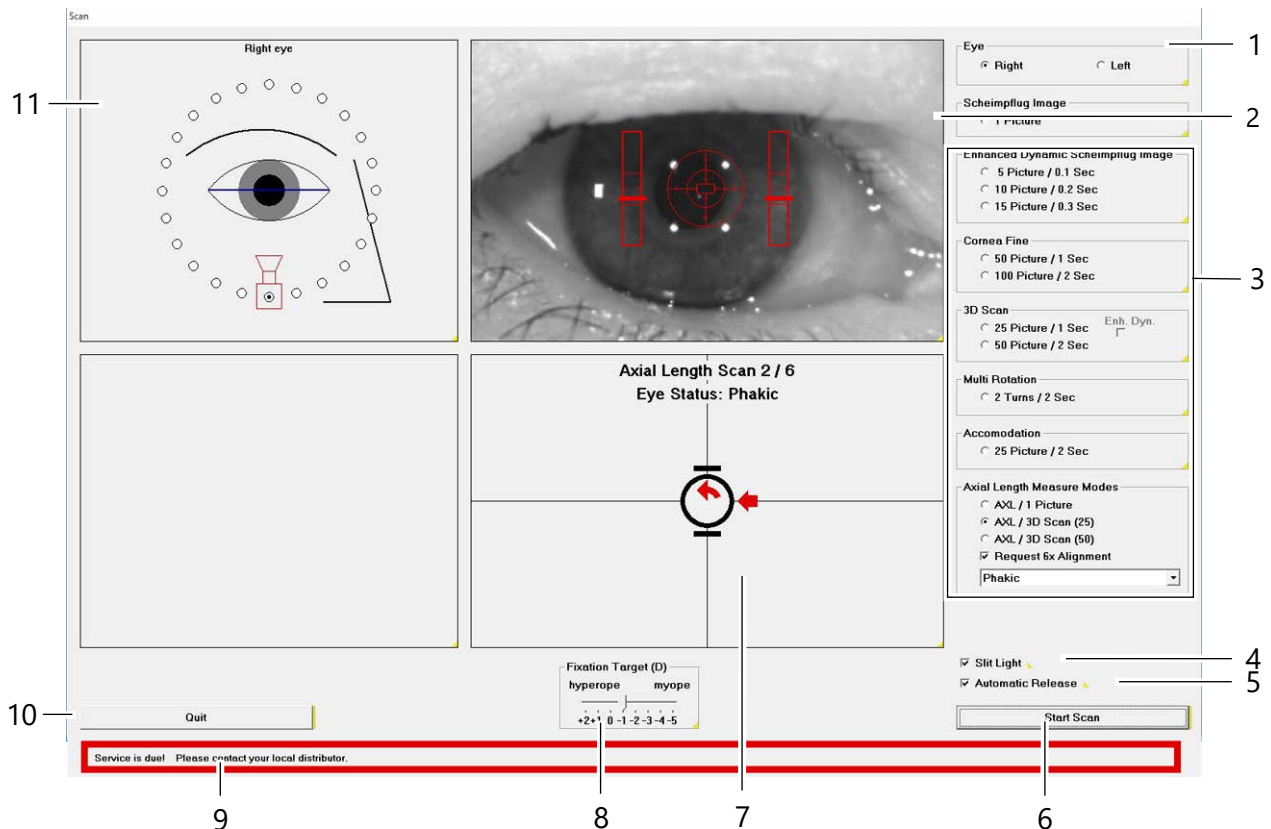 Scan
Right eye
Eye
Right Left
Scheimpflug Image
1 Picture
Enhanced Dynamic Scheimpflug Image
5 Picture / 0.1 Sec
10 Picture / 0.2 Sec
15 Picture / 0.3 Sec
Cornea Fine
50 Picture / 1 Sec
100 Picture / 2 Sec
3D Scan
25 Picture / 1 Sec Enh. Dyn.
50 Picture / 2 Sec
Multi Rotation
2 Turns / 2 Sec
Accomodation
25 Picture / 2 Sec
Axial Length Measure Modes
AXL / 1 Picture
AXL / 3D Scan (25)
AXL / 3D Scan (50)
Request 6x Alignment
Phakic
Axial Length Scan 2 / 6
Eye Status: Phakic
Fixation Target (D)
hyperope myope
+2+1 0 -1 -2 -3 -4 -5
Slit Light
Automatic Release
Quit
Start Scan
Service is due! Please contact your local distributor.
1
2
3
4
5
6
7
8
9
10
11